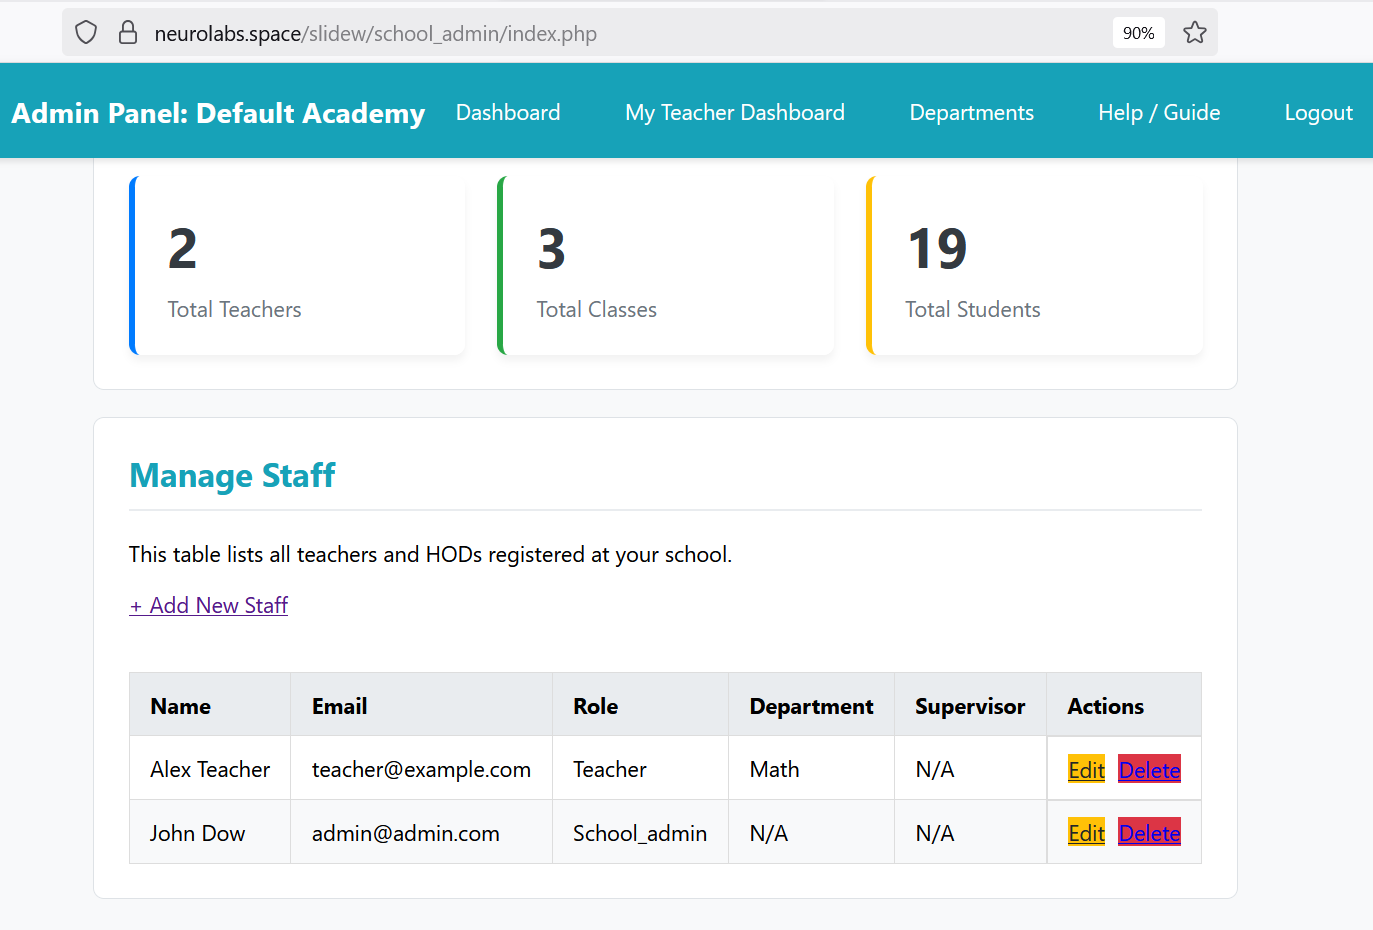 neurolabs.space/slidew/school_admin/index.php 90%
Admin Panel: Default Academy Dashboard My Teacher Dashboard Departments Help / Guide Logout
2 3 19
Total Teachers Total Classes Total Students
Manage Staff
This table lists all teachers and HODs registered at your school.
+ Add New Staff
Name Email Role Department Supervisor Actions
Alex Teacher teacher@example.com Teacher Math N/A Edit Delete
John Dow admin@admin.com School_admin N/A N/A Edit Delete